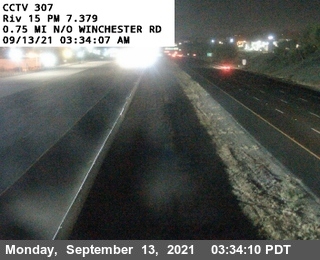 CCTV 307
Riv 15 PM 7.379
0.75 MI N/O WINCHESTER RD
09/13/21 03:34:07 AM
Monday, September 13, 2021 03:34:10 PDT